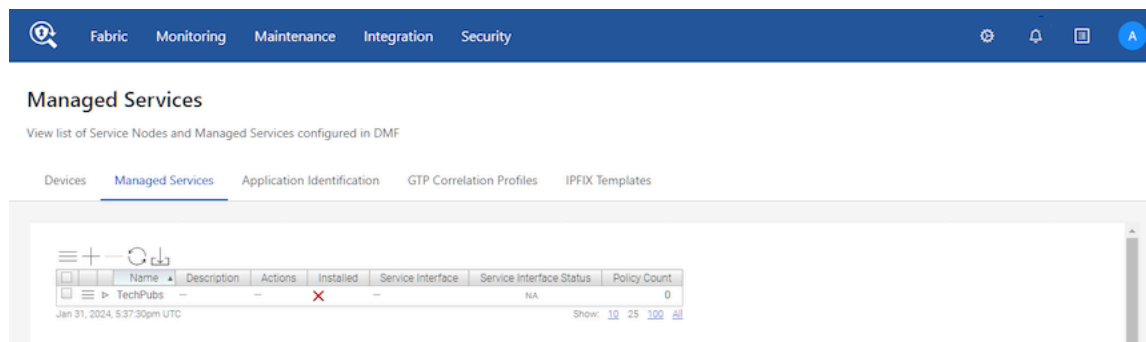 Fabric Monitoring Maintenance Integration Security A
Managed Services
View list of Service Nodes and Managed Services configured in DMF
Devices Managed Services Application Identification GTP Correlation Profiles IPFIX Templates
Name Description Actions Installed Service Interface Service Interface Status Policy Count
TechPubs — — — NA 0
Jan 31, 2024, 5:37:30pm UTC Show: 10 25 100 All